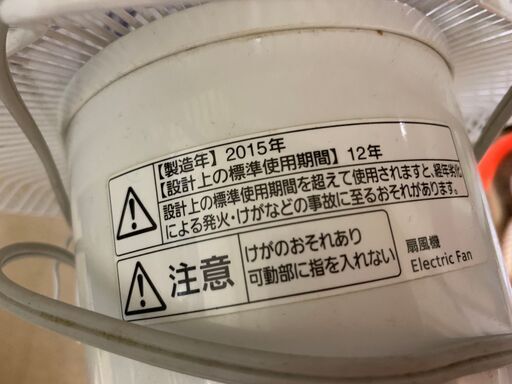 【製造年】2015年
【設計上の標準使用期間】12年
設計上の標準使用期間を超えて使用されますと、経年劣化
による発火・けがなどの事故に至るおそれがあります。
注意
けがのおそれあり
可動部に指を入れない
扇風機
Electric Fan